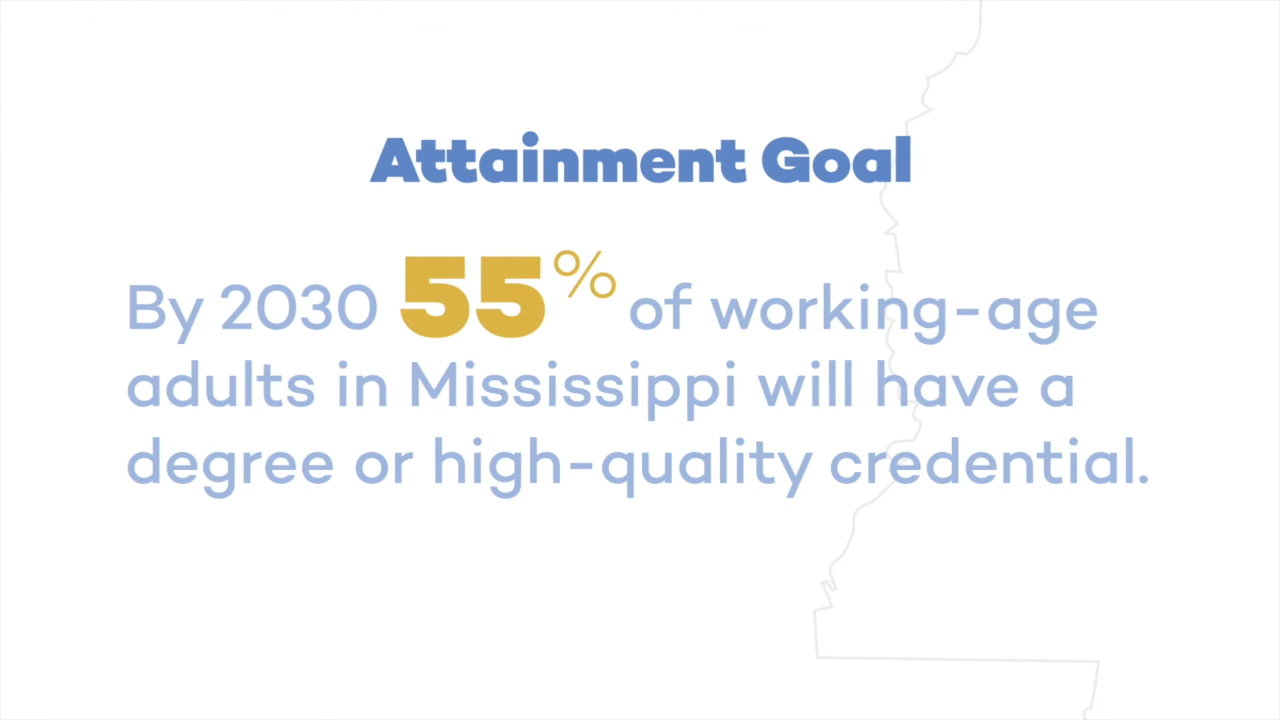 Attainment Goal
By 2030 55% of working-age
adults in Mississippi will have a
degree or high-quality credential.